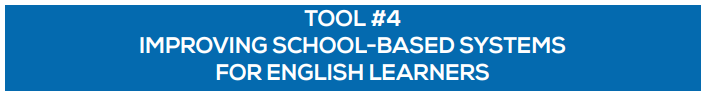 TOOL #4
IMPROVING SCHOOL-BASED SYSTEMS
FOR ENGLISH LEARNERS